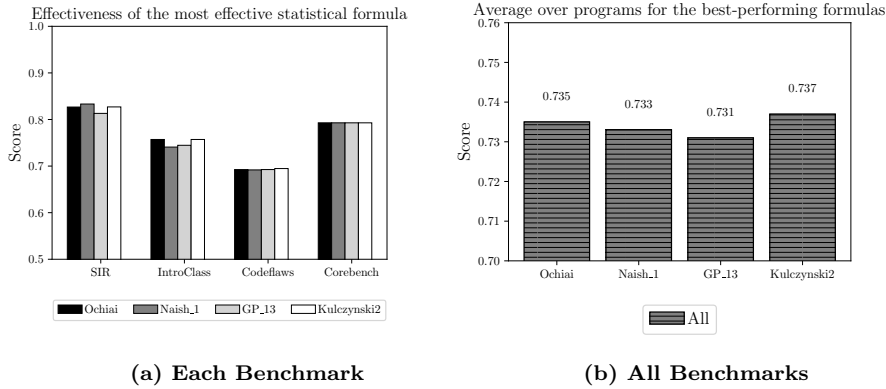 Effectiveness of the most effective statistical formula
1.0
0.9
0.8
0.7
0.6
0.5
Score
SIR IntroClass Codeflaws Corebench
Ochiai Naish_1 GP_13 Kulczynski2
(a) Each Benchmark
Average over programs for the best-performing formulas
0.76
0.75
0.74
0.73
0.72
0.71
0.70
Score
0.735 0.733 0.731 0.737
Ochiai Naish_1 GP_13 Kulczynski2
All
(b) All Benchmarks